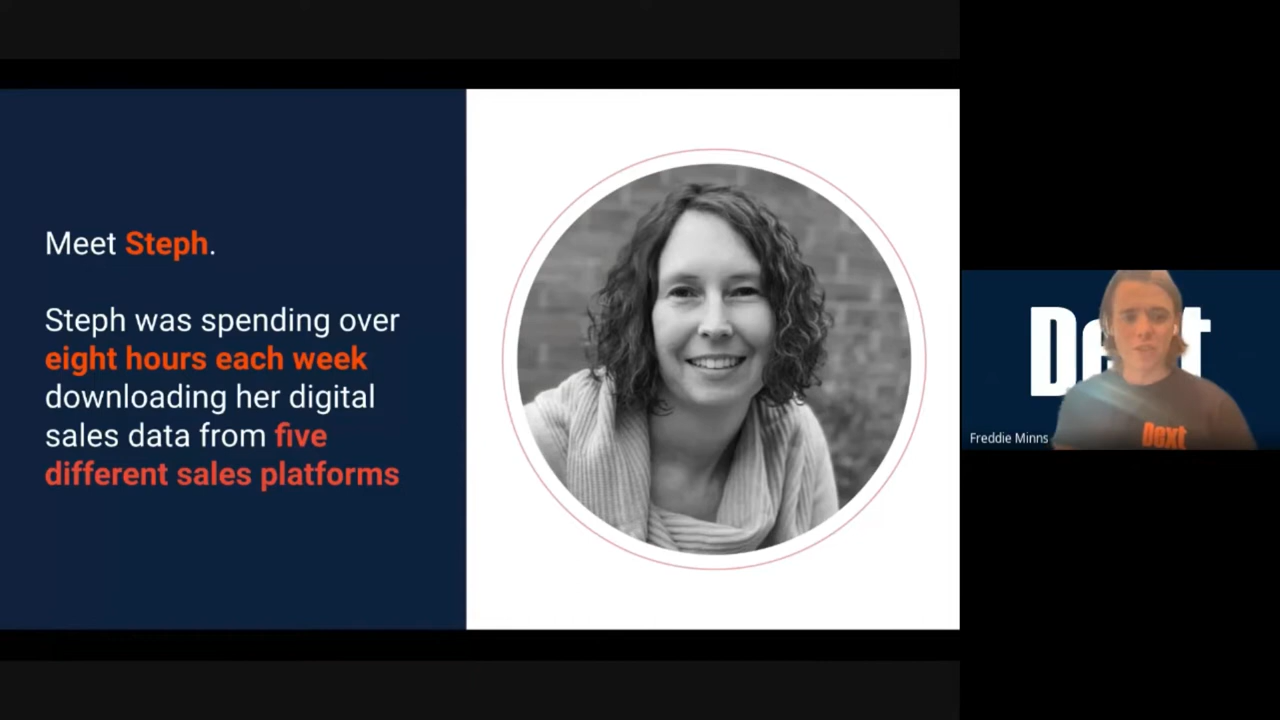 Meet Steph.
Steph was spending over
eight hours each week
downloading her digital
sales data from five
different sales platforms
Freddie Minns
Dext